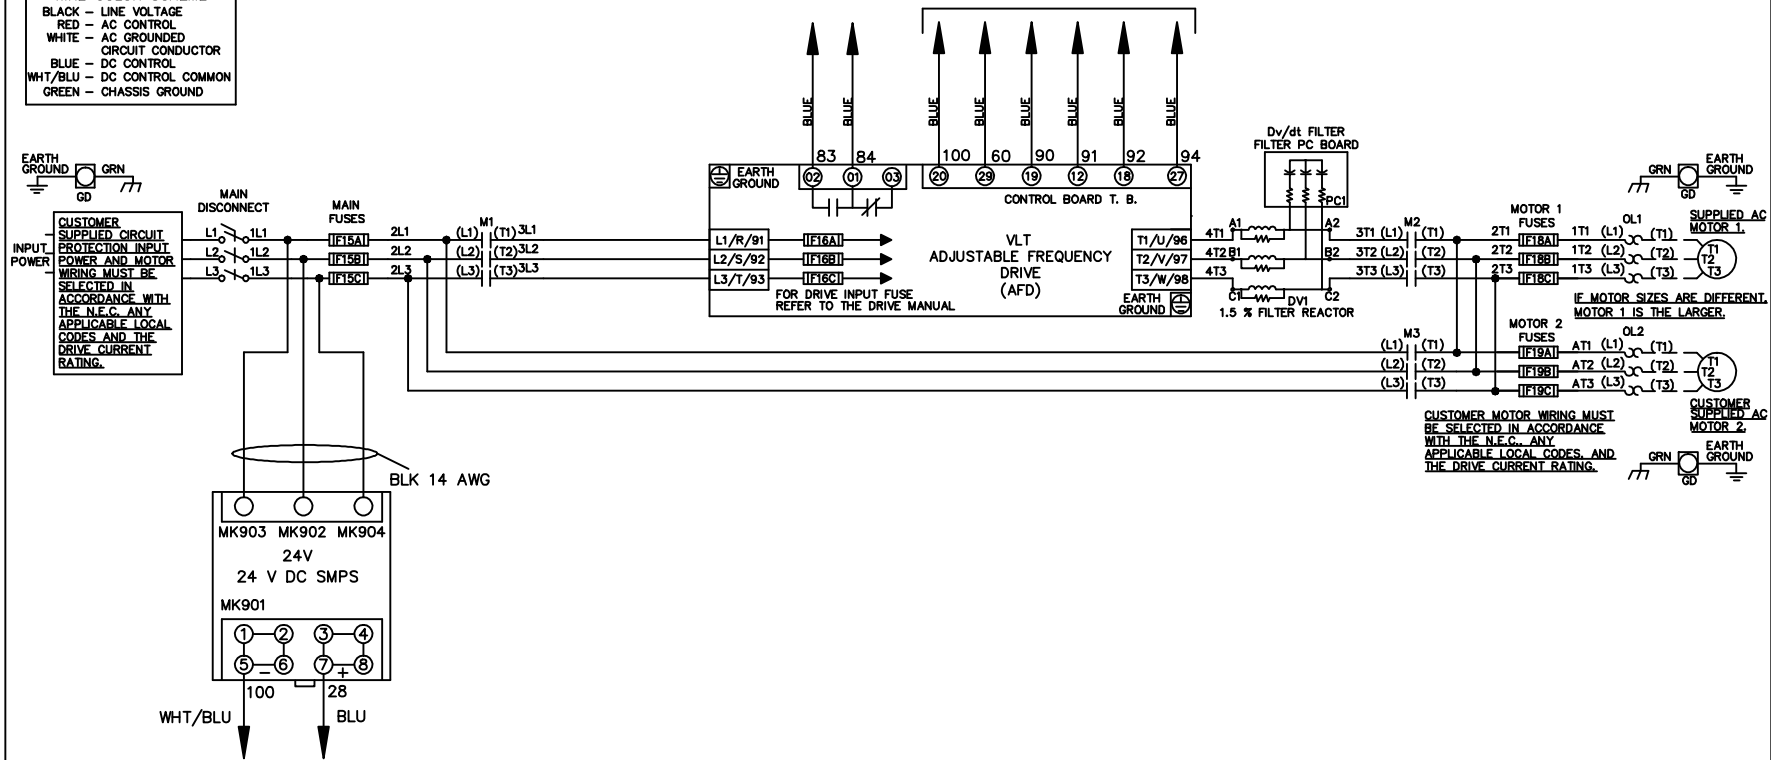 BLACK – LINE VOLTAGE
RED – AC CONTROL
WHITE – AC GROUNDED
CIRCUIT CONDUCTOR
BLUE – DC CONTROL
WHT/BLU – DC CONTROL COMMON
GREEN – CHASSIS GROUND
EARTH
GROUND
GRN
GD
INPUT
POWER
CUSTOMER
SUPPLIED CIRCUIT
PROTECTION INPUT
POWER AND MOTOR
WIRING MUST BE
SELECTED IN
ACCORDANCE WITH
THE N.E.C. ANY
APPLICABLE LOCAL
CODES AND THE
DRIVE CURRENT
RATING.
MAIN
DISCONNECT
L1 1L1
L2 1L2
L3 1L3
MAIN
FUSES
F15A 2L1
F15B 2L2
F15C 2L3
M1
(L1) (T1) 3L1
(L2) (T2) 3L2
(L3) (T3) 3L3
BLUE BLUE BLUE BLUE BLUE BLUE BLUE BLUE
83 84 100 60 90 91 92 94
02 01 03 20 29 19 12 18 27
EARTH
GROUND
CONTROL BOARD T. B.
L1/R/91 F16A
L2/S/92 F16B
L3/T/93 F16C
FOR DRIVE INPUT FUSE
REFER TO THE DRIVE MANUAL
VLT
ADJUSTABLE FREQUENCY
DRIVE
(AFD)
T1/U/96
T2/V/97
T3/W/98
EARTH
GROUND
Dv/dt FILTER
FILTER PC BOARD
PC1
4T1 A1 A2
4T2 B1 B2
4T3 C1 C2
DV1
1.5 % FILTER REACTOR
M2
3T1 (L1) (T1)
3T2 (L2) (T2)
3T3 (L3) (T3)
MOTOR 1
FUSES
2T1 F18A 1T1
2T2 F18B 1T2
2T3 F18C 1T3
OL1
(L1) (T1)
(L2) (T2)
(L3) (T3)
T1
T2
T3
GRN
GD
EARTH
GROUND
SUPPLIED AC
MOTOR 1.
IF MOTOR SIZES ARE DIFFERENT,
MOTOR 1 IS THE LARGER.
M3
(L1) (T1)
(L2) (T2)
(L3) (T3)
MOTOR 2
FUSES
F19A AT1
F19B AT2
F19C AT3
OL2
(L1) (T1)
(L2) (T2)
(L3) (T3)
T1
T2
T3
CUSTOMER
SUPPLIED AC
MOTOR 2.
CUSTOMER MOTOR WIRING MUST
BE SELECTED IN ACCORDANCE
WITH THE N.E.C., ANY
APPLICABLE LOCAL CODES, AND
THE DRIVE CURRENT RATING.
GRN
GD
EARTH
GROUND
BLK 14 AWG
MK903 MK902 MK904
24V
24 V DC SMPS
MK901
1 2 3 4
5 – 6 7 + 8
100 28
WHT/BLU BLU